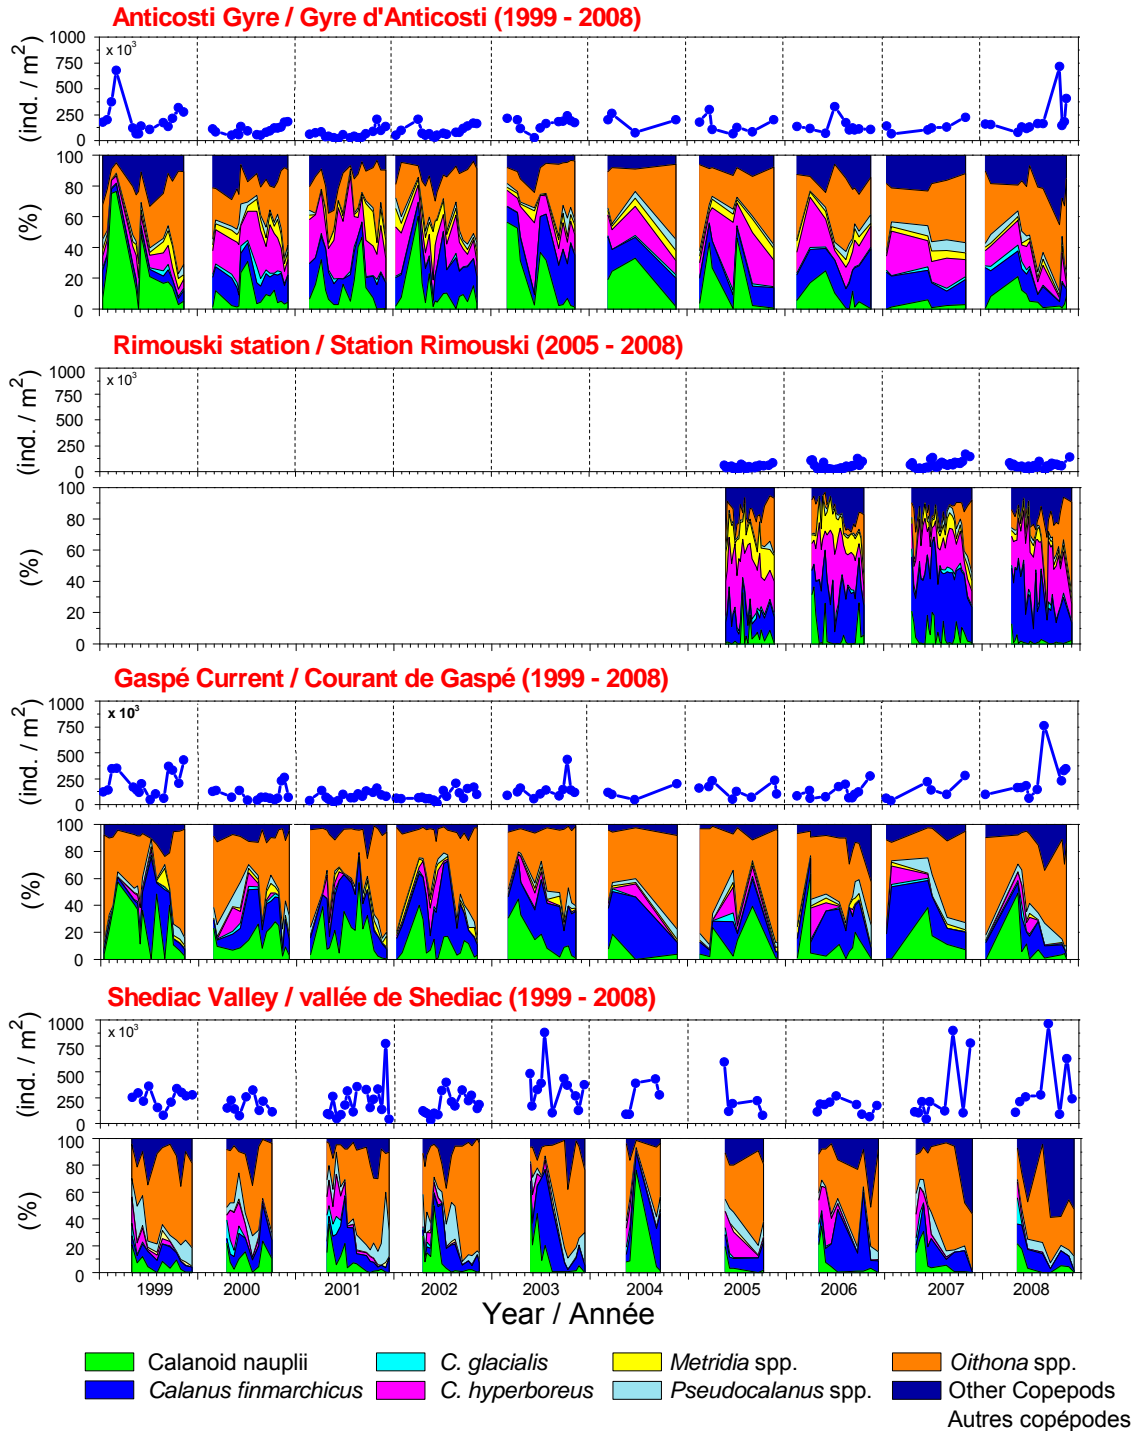 Anticosti Gyre / Gyre d'Anticosti (1999 - 2008)
1000
750
500
250
0
(ind. / m²)
x 10³
100
80
60
40
20
0
(%)
Rimouski station / Station Rimouski (2005 - 2008)
1000
750
500
250
0
(ind. / m²)
x 10³
100
80
60
40
20
0
(%)
Gaspé Current / Courant de Gaspé (1999 - 2008)
1000
750
500
250
0
(ind. / m²)
x 10³
100
80
60
40
20
0
(%)
Shediac Valley / vallée de Shediac (1999 - 2008)
1000
750
500
250
0
(ind. / m²)
x 10³
100
80
60
40
20
0
(%)
1999 2000 2001 2002 2003 2004 2005 2006 2007 2008
Year / Année
Calanoid nauplii C. glacialis Metridia spp. Oithona spp.
Calanus finmarchicus C. hyperboreus Pseudocalanus spp. Other Copepods
Autres copépodes